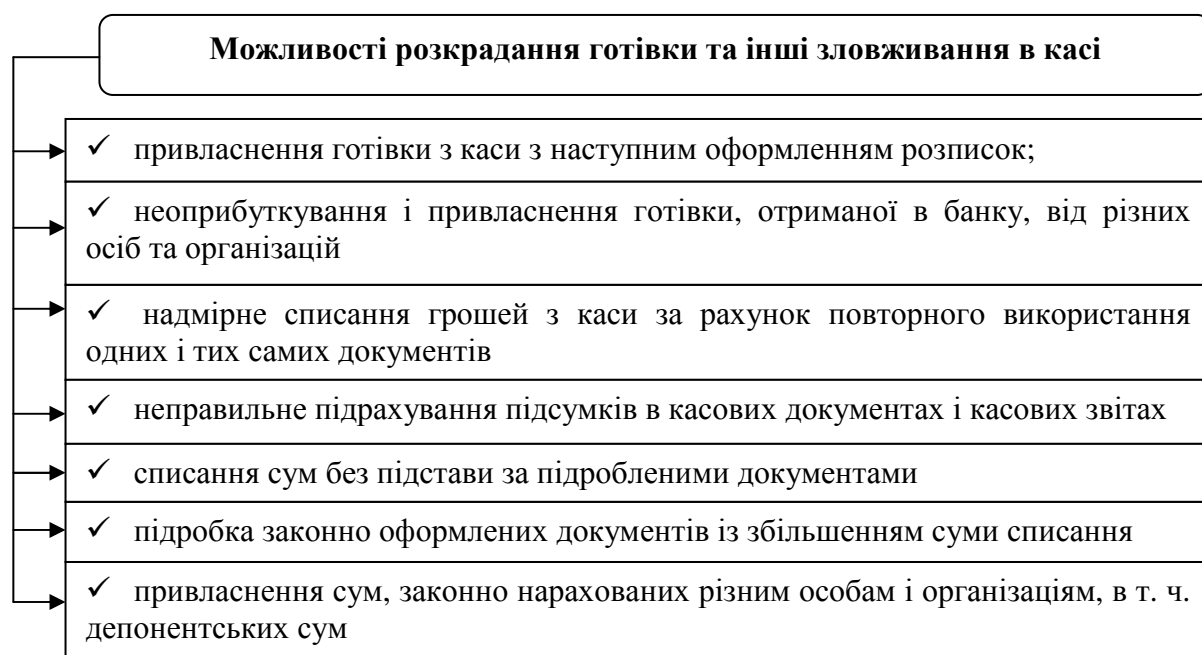 Можливості розкрадання готівки та інші зловживання в касі
✓ привласнення готівки з каси з наступним оформленням розписок;
✓ неоприбуткування і привласнення готівки, отриманої в банку, від різних
осіб та організацій
✓ надмірне списання грошей з каси за рахунок повторного використання
одних і тих самих документів
✓ неправильне підрахування підсумків в касових документах і касових звітах
✓ списання сум без підстави за підробленими документами
✓ підробка законно оформлених документів із збільшенням суми списання
✓ привласнення сум, законно нарахованих різним особам і організаціям, в т. ч.
депонентських сум